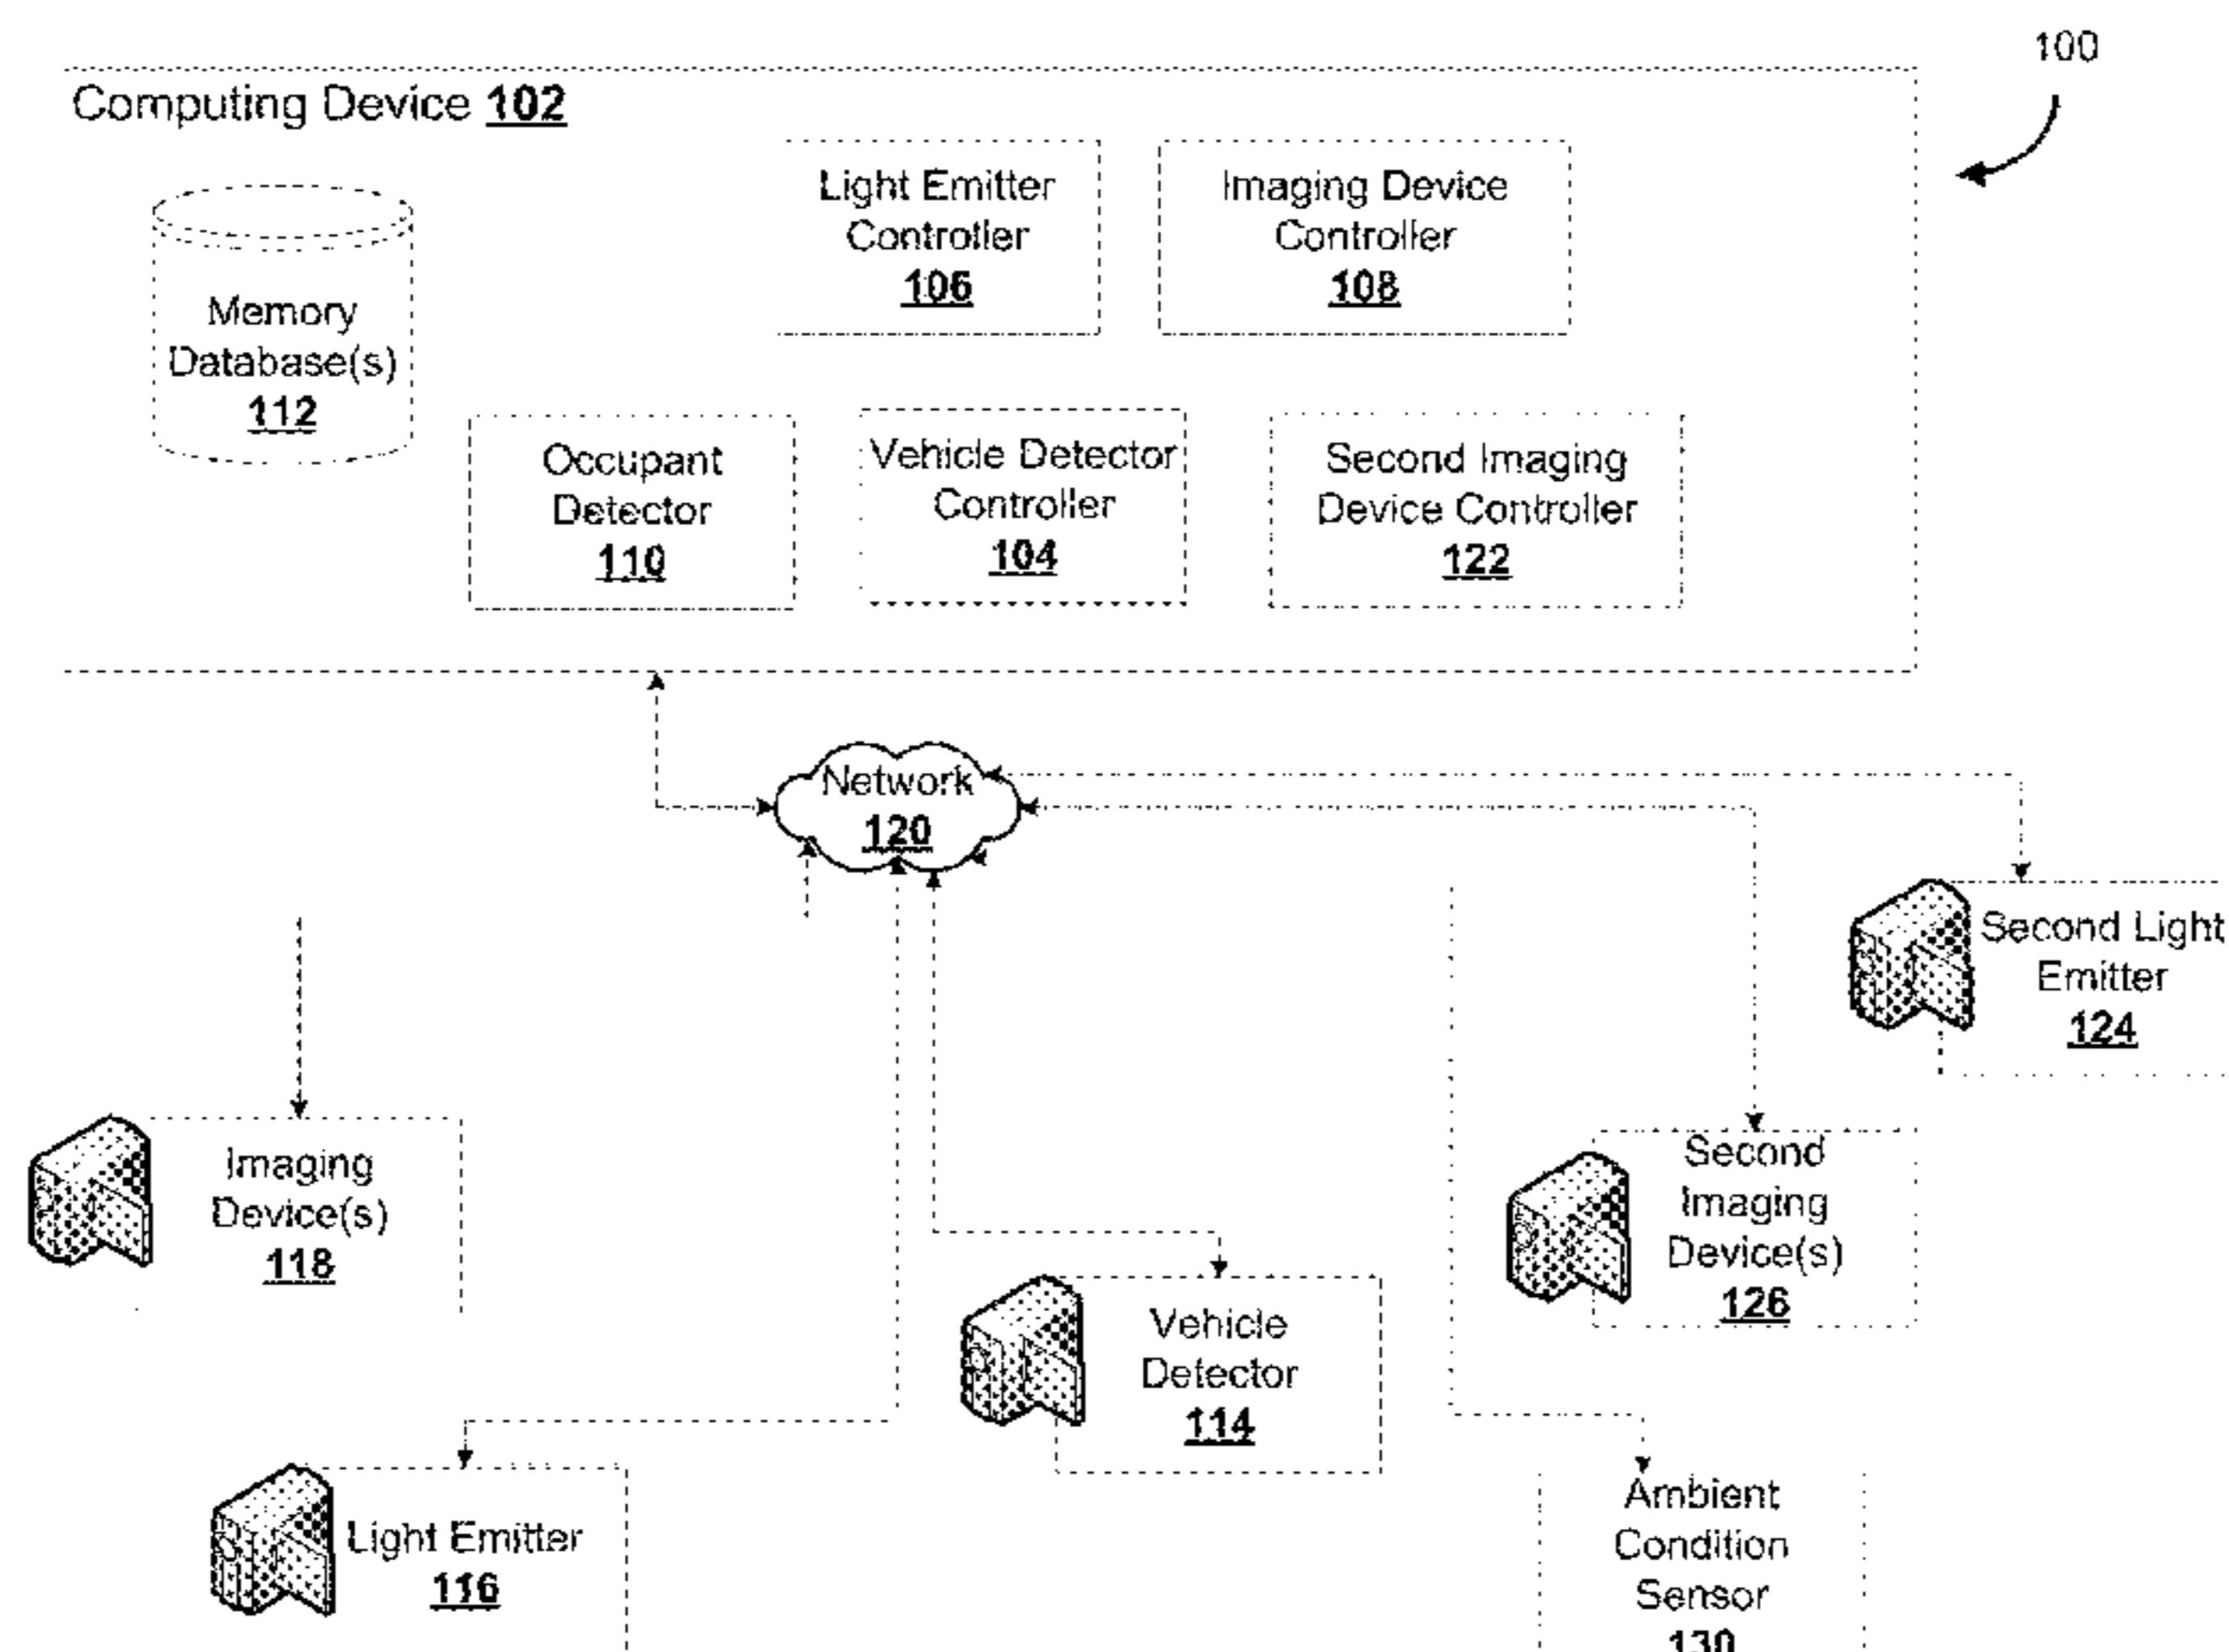 100
Computing Device 102
Light Emitter
Controller
106
Imaging Device
Controller
108
Memory
Database(s)
112
Occupant
Detector
110
Vehicle Detector
Controller
104
Second Imaging
Device Controller
122
Network
120
Second Light
Emitter
124
Imaging
Device(s)
118
Second
Imaging
Device(s)
126
Vehicle
Detector
114
Light Emitter
116
Ambient
Condition
Sensor
130